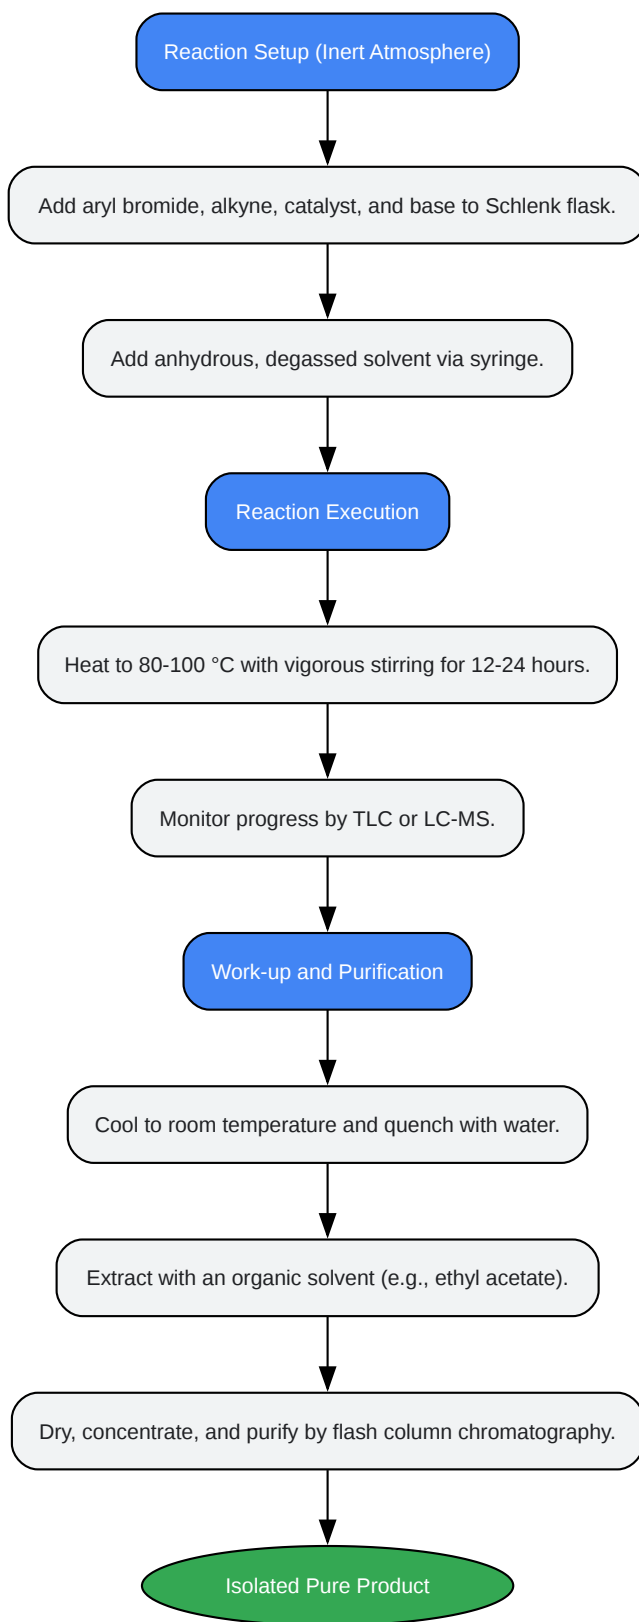 Reaction Setup (Inert Atmosphere)
Add aryl bromide, alkyne, catalyst, and base to Schlenk flask.
Add anhydrous, degassed solvent via syringe.
Reaction Execution
Heat to 80-100 °C with vigorous stirring for 12-24 hours.
Monitor progress by TLC or LC-MS.
Work-up and Purification
Cool to room temperature and quench with water.
Extract with an organic solvent (e.g., ethyl acetate).
Dry, concentrate, and purify by flash column chromatography.
Isolated Pure Product